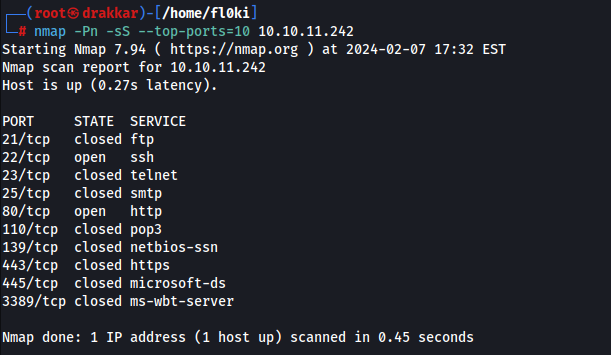 ┌──(root㉿drakkar)-[/home/fl0ki]
└─# nmap -Pn -sS --top-ports=10 10.10.11.242
Starting Nmap 7.94 ( https://nmap.org ) at 2024-02-07 17:32 EST
Nmap scan report for 10.10.11.242
Host is up (0.27s latency).

PORT     STATE  SERVICE
21/tcp   closed ftp
22/tcp   open   ssh
23/tcp   closed telnet
25/tcp   closed smtp
80/tcp   open   http
110/tcp  closed pop3
139/tcp  closed netbios-ssn
443/tcp  closed https
445/tcp  closed microsoft-ds
3389/tcp closed ms-wbt-server

Nmap done: 1 IP address (1 host up) scanned in 0.45 seconds